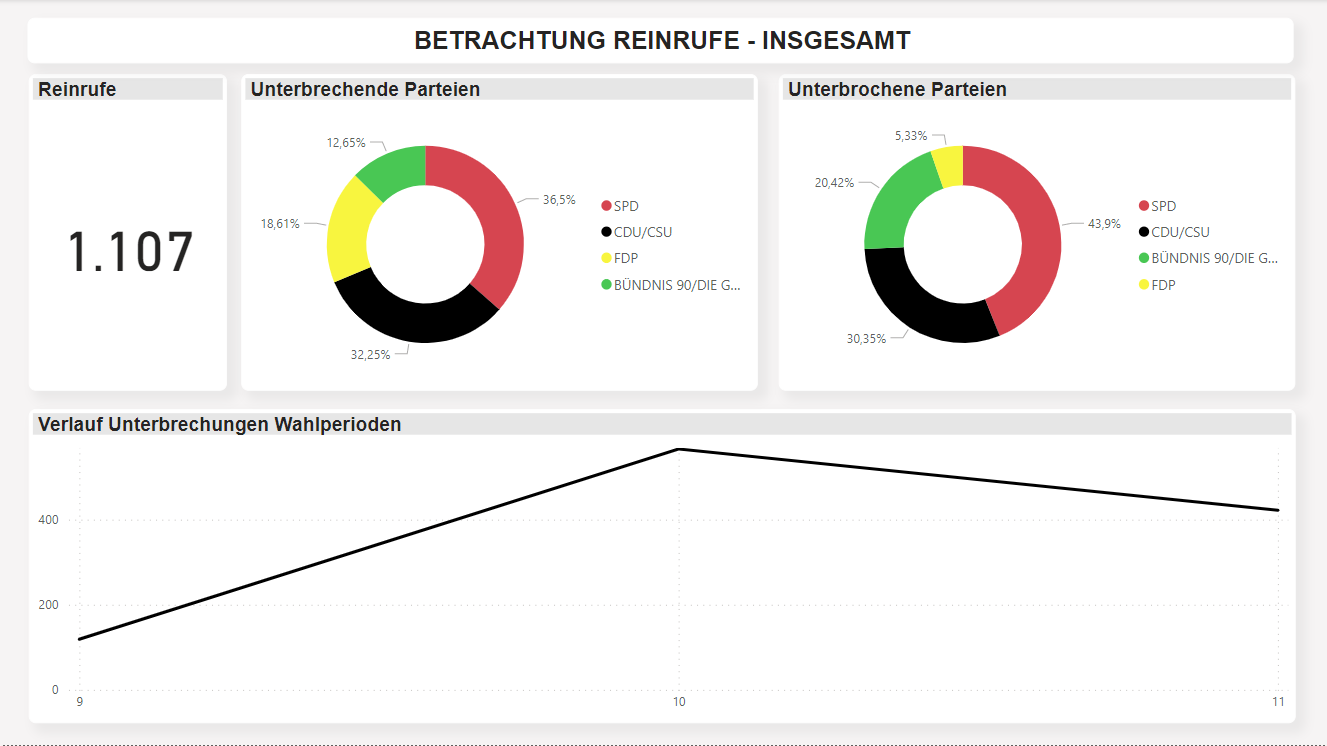 BETRACHTUNG REINRUFE - INSGESAMT
Reinrufe
1.107
Unterbrechende Parteien
12,65%
36,5%
18,61%
32,25%
SPD
CDU/CSU
FDP
BÜNDNIS 90/DIE G...
Unterbrochene Parteien
5,33%
20,42%
43,9%
30,35%
SPD
CDU/CSU
BÜNDNIS 90/DIE G...
FDP
Verlauf Unterbrechungen Wahlperioden
400
200
0
9
10
11